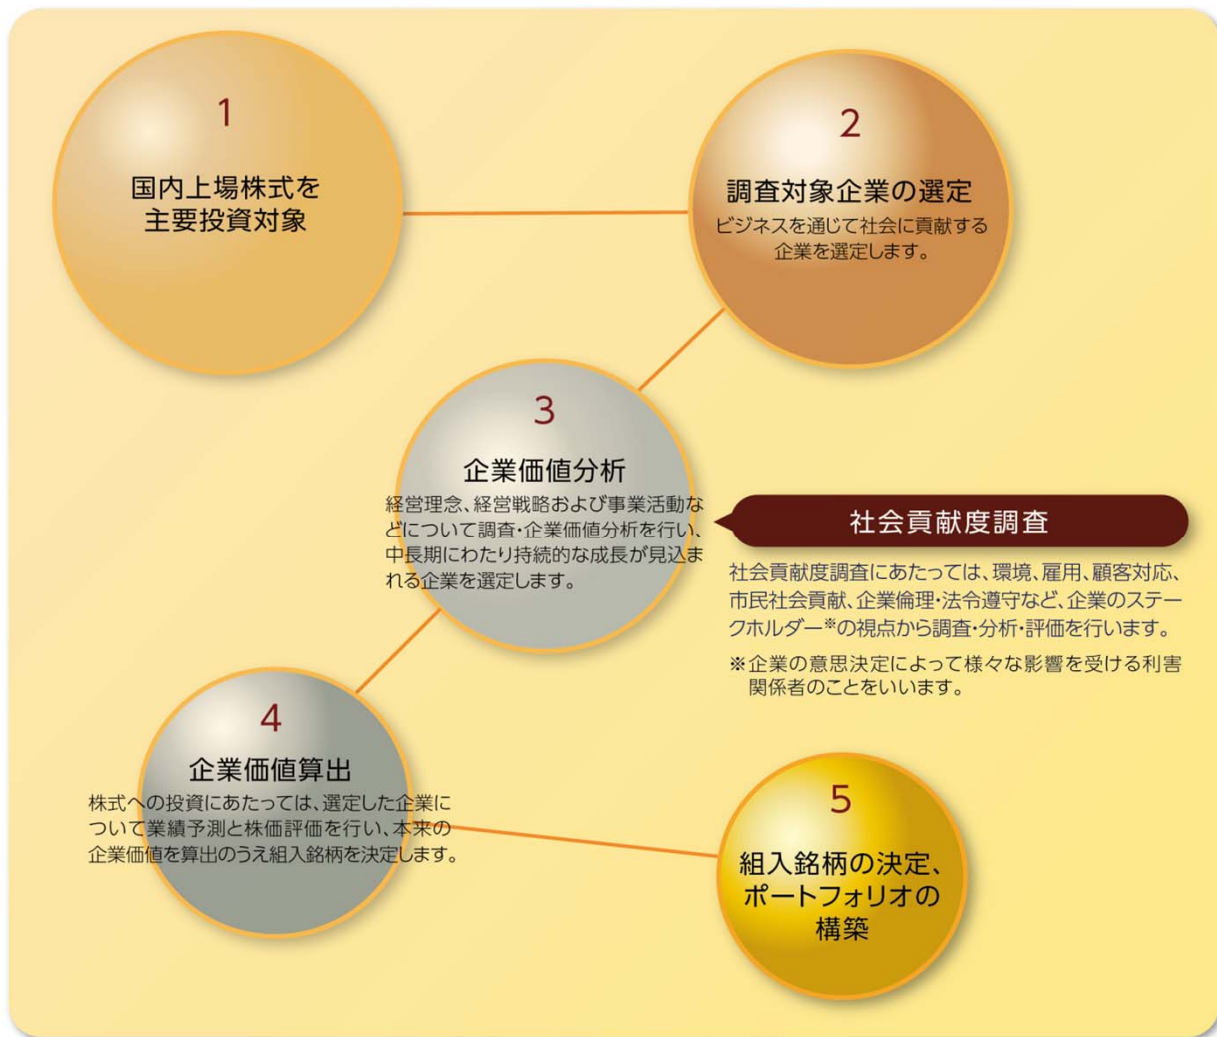 1
国内上場株式を
主要投資対象
2
調査対象企業の選定
ビジネスを通じて社会に貢献する
企業を選定します。
3
企業価値分析
経営理念、経営戦略および事業活動な
どについて調査・企業価値分析を行い、
中長期にわたり持続的な成長が見込ま
れる企業を選定します。
社会貢献度調査
社会貢献度調査にあたっては、環境、雇用、顧客対応、
市民社会貢献、企業倫理・法令遵守など、企業のステー
クホルダー※の視点から調査・分析・評価を行います。
※企業の意思決定によって様々な影響を受ける利害
関係者のことをいいます。
4
企業価値算出
株式への投資にあたっては、選定した企業に
ついて業績予測と株価評価を行い、本来の
企業価値を算出のうえ組入銘柄を決定します。
5
組入銘柄の決定、
ポートフォリオの
構築